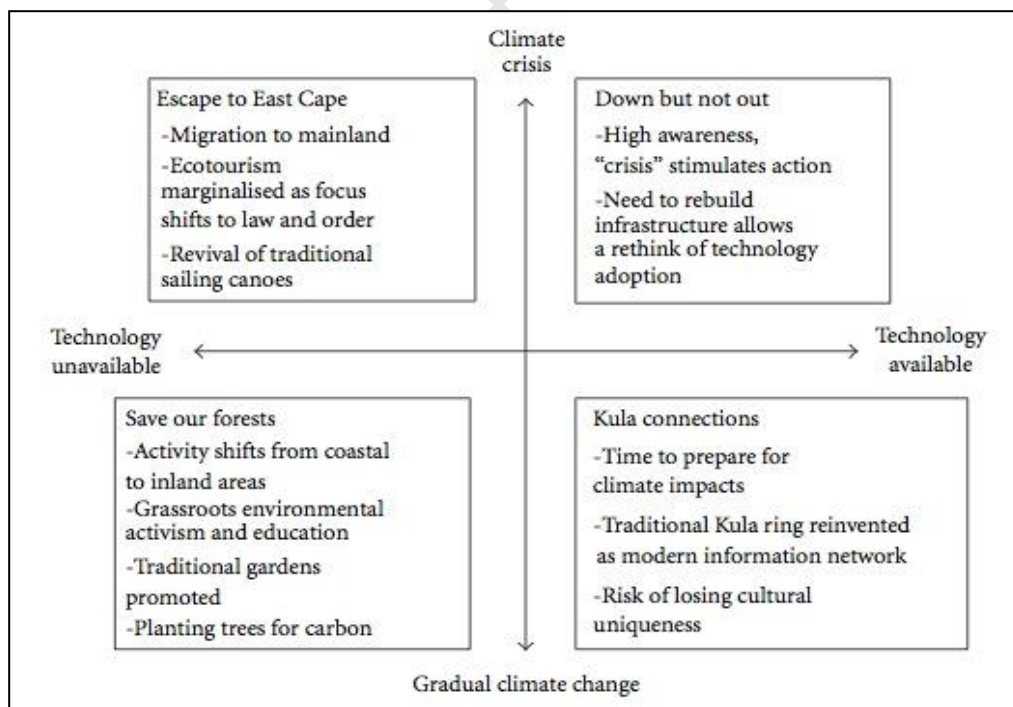 Climate
crisis
Escape to East Cape
-Migration to mainland
-Ecotourism
marginalised as focus
shifts to law and order
-Revival of traditional
sailing canoes
Down but not out
-High awareness,
“crisis” stimulates action
-Need to rebuild
infrastructure allows
a rethink of technology
adoption
Technology
unavailable
Technology
available
Save our forests
-Activity shifts from coastal
to inland areas
-Grassroots environmental
activism and education
-Traditional gardens
promoted
-Planting trees for carbon
Kula connections
-Time to prepare for
climate impacts
-Traditional Kula ring reinvented
as modern information network
-Risk of losing cultural
uniqueness
Gradual climate change